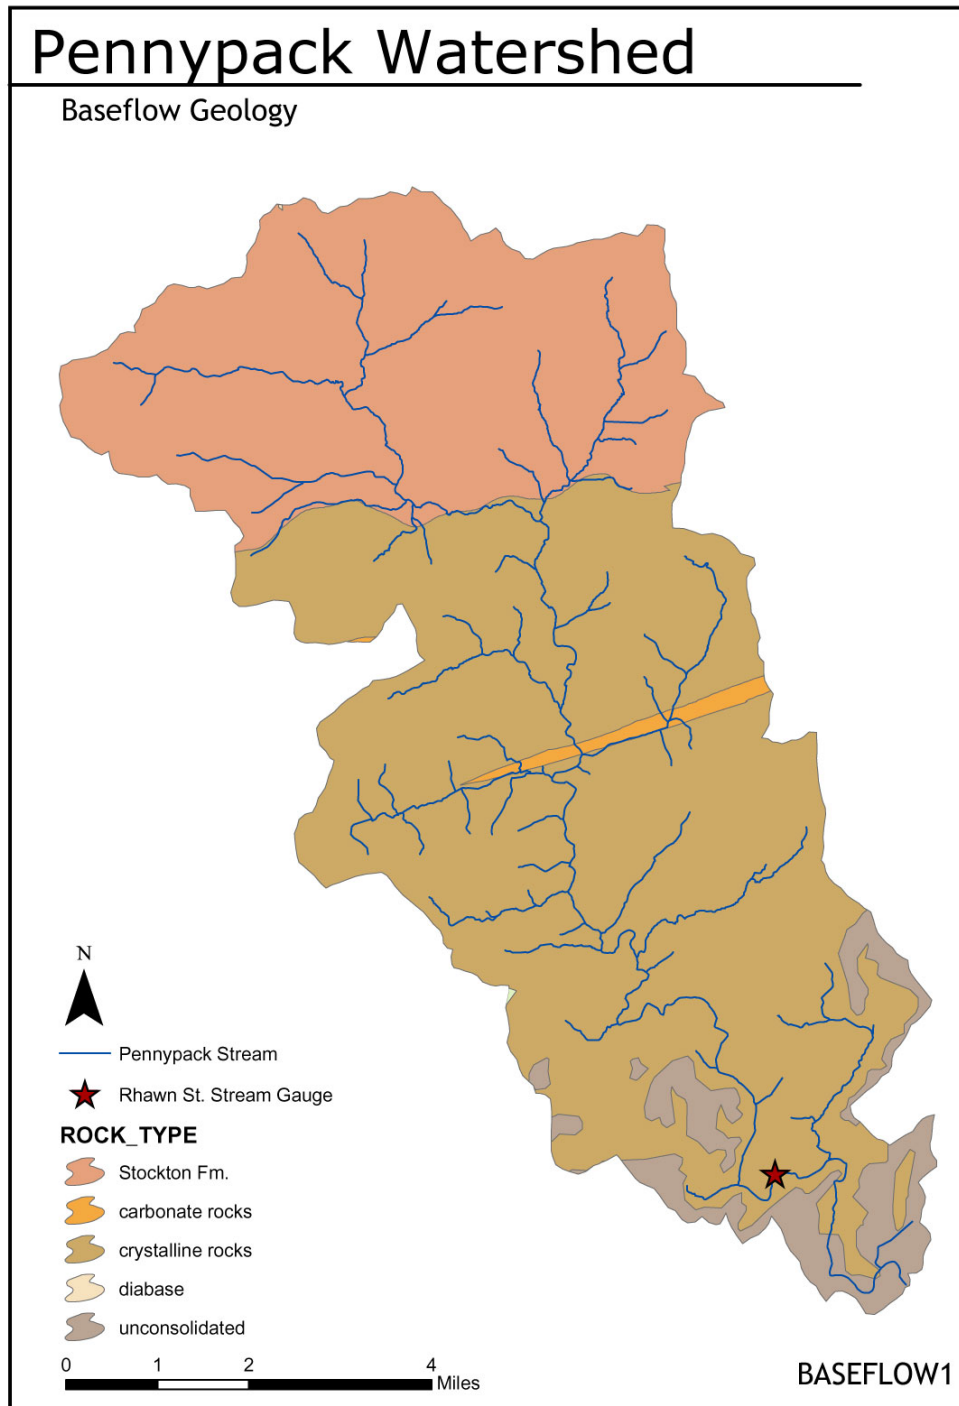 Pennypack Watershed
Baseflow Geology
N
Pennypack Stream
Rhawn St. Stream Gauge
ROCK_TYPE
Stockton Fm.
carbonate rocks
crystalline rocks
diabase
unconsolidated
0 1 2 4
Miles
BASEFLOW1